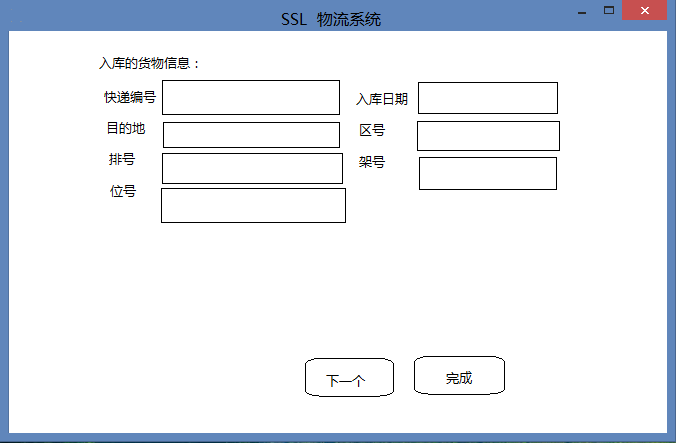 SSL 物流系统
入库的货物信息：
快递编号
入库日期
目的地
区号
排号
架号
位号
下一个
完成